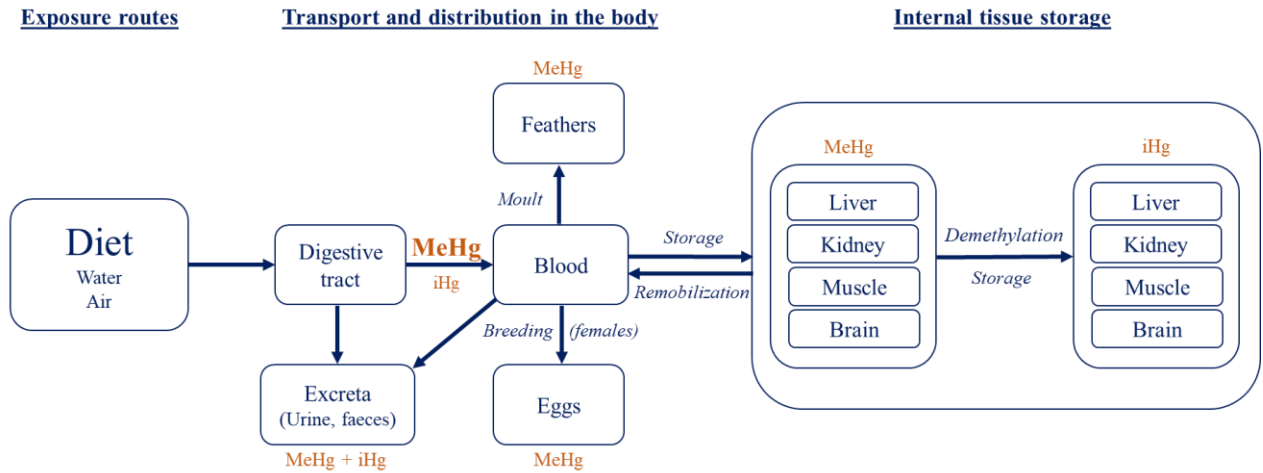 Exposure routes
Transport and distribution in the body
Internal tissue storage
Diet
Water
Air
Digestive
tract
MeHg
iHg
Excreta
(Urine, faeces)
MeHg + iHg
MeHg
Feathers
Moult
Blood
Breeding (females)
Eggs
MeHg
Storage
Remobilization
MeHg
Liver
Kidney
Muscle
Brain
Demethylation
Storage
iHg
Liver
Kidney
Muscle
Brain